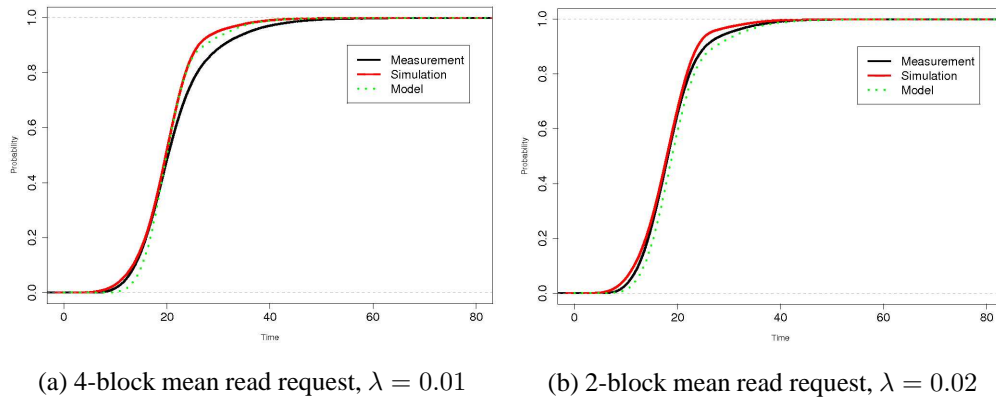 1.0
0.8
0.6
0.4
0.2
0.0
Probability
Measurement
Simulation
Model
0 20 40 60 80
Time
(a) 4-block mean read request, λ = 0.01
1.0
0.8
0.6
0.4
0.2
0.0
Probability
Measurement
Simulation
Model
0 20 40 60 80
Time
(b) 2-block mean read request, λ = 0.02